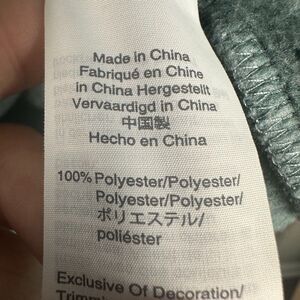 Made in China
Fabriqué en Chine
in China Hergestellt
Vervaardigd in China
中国製
Hecho en China
100% Polyester/Polyester/
Polyester/Polyester/
ポリエステル/
poliéster
Exclusive Of Decoration/